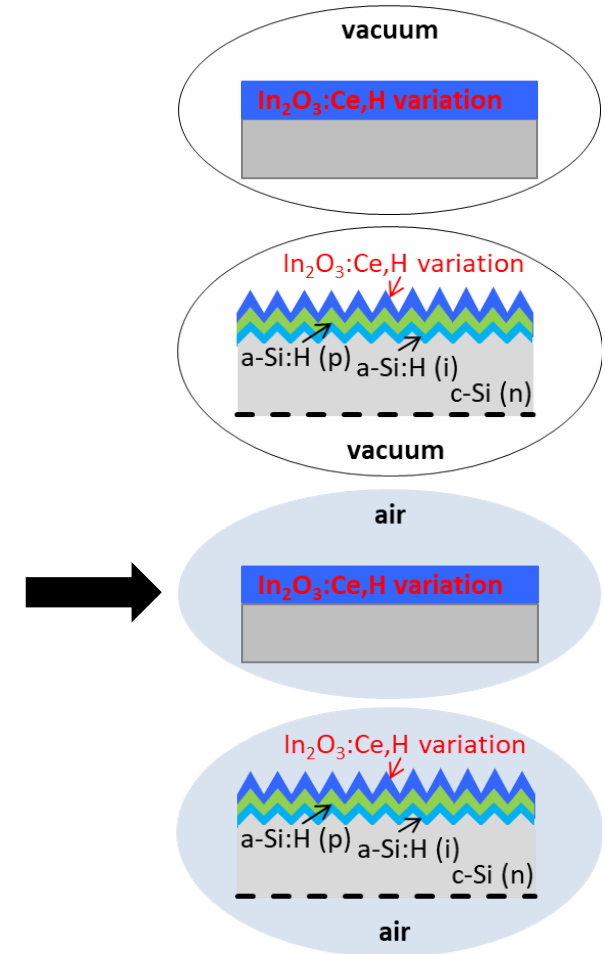 vacuum
In₂O₃:Ce,H variation
In₂O₃:Ce,H variation
a-Si:H (p)
a-Si:H (i)
c-Si (n)
vacuum
air
In₂O₃:Ce,H variation
In₂O₃:Ce,H variation
a-Si:H (p)
a-Si:H (i)
c-Si (n)
air